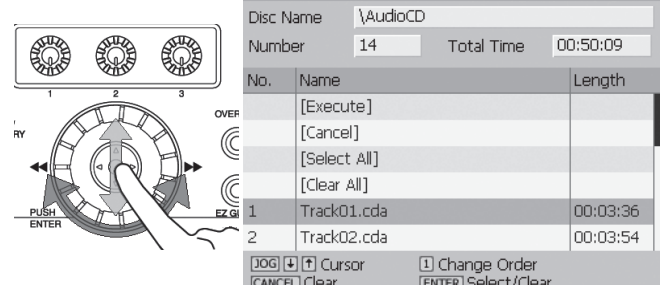 1 2 3
OVER
RY
PUSH
ENTER
EZ
Disc Name \AudioCD
Number 14 Total Time 00:50:09
No. Name Length
[Execute]
[Cancel]
[Select All]
[Clear All]
1 Track01.cda 00:03:36
2 Track02.cda 00:03:54
JOG Cursor 1 Change Order
CANCEL Clear ENTER Select/Clear